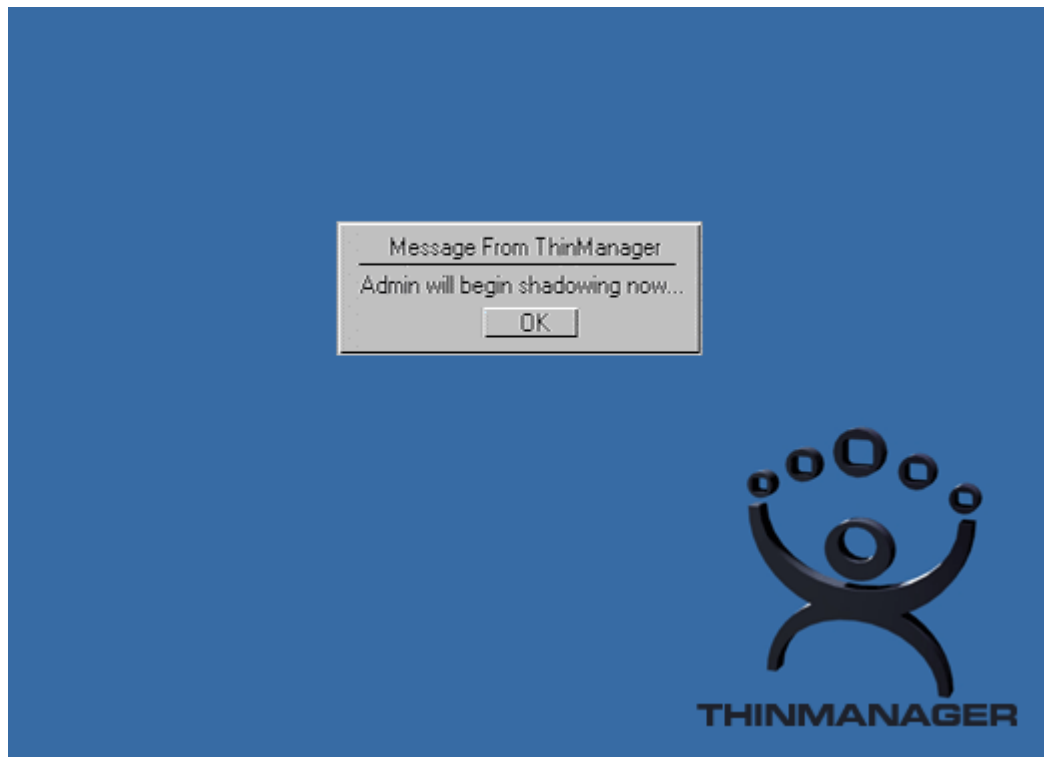 Message From ThinManager
Admin will begin shadowing now...
OK
THINMANAGER